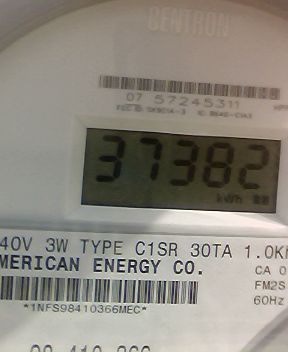 CENTRON
07 57245311
37382
kWh
40V 3W TYPE C1SR 30TA 1.0K
MERICAN ENERGY CO.
CA 0
FM2S
60Hz
*1NFS98410366MEC*